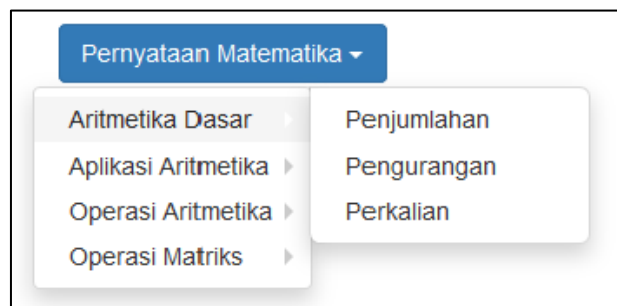 Pernyataan Matematika
Aritmetika Dasar
Aplikasi Aritmetika
Operasi Aritmetika
Operasi Matriks
Penjumlahan
Pengurangan
Perkalian